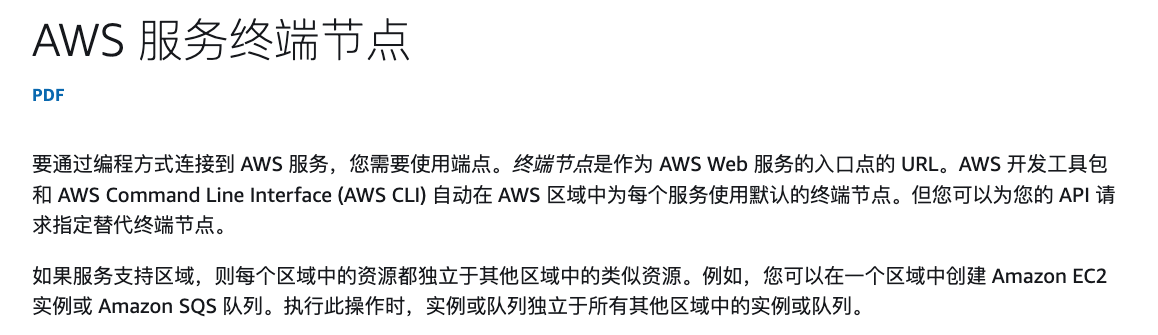 AWS 服务终端节点
PDF
要通过编程方式连接到 AWS 服务，您需要使用端点。终端节点是作为 AWS Web 服务的入口点的 URL。AWS 开发工具包
和 AWS Command Line Interface (AWS CLI) 自动在 AWS 区域中为每个服务使用默认的终端节点。但您可以为您的 API 请
求指定替代终端节点。
如果服务支持区域，则每个区域中的资源都独立于其他区域中的类似资源。例如，您可以在一个区域中创建 Amazon EC2
实例或 Amazon SQS 队列。执行此操作时，实例或队列独立于所有其他区域中的实例或队列。